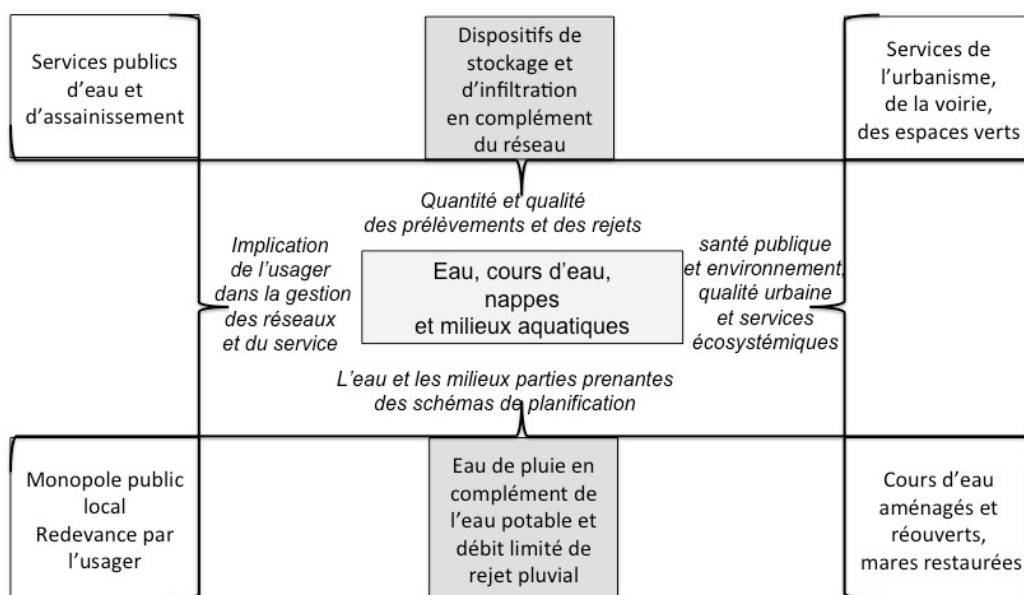 Services publics
d’eau et
d’assainissement
Dispositifs de
stockage et
d’infiltration
en complément
du réseau
Services de
l’urbanisme,
de la voirie,
des espaces verts
Quantité et qualité
des prélèvements et des rejets
Implication
de l’usager
dans la gestion
des réseaux
et du service
Eau, cours d’eau,
nappes
et milieux aquatiques
santé publique
et environnement,
qualité urbaine
et services
écosystémiques
L’eau et les milieux parties prenantes
des schémas de planification
Monopole public
local
Redevance par
l’usager
Eau de pluie en
complément de
l’eau potable et
débit limité de
rejet pluvial
Cours d’eau
aménagés et
réouverts,
mares restaurées